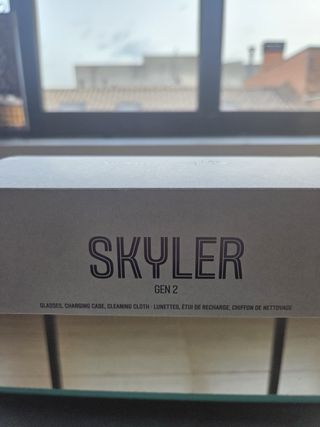 SKYLER
GEN 2
GLASSES, CHARGING CASE, CLEANING CLOTH · LUNETTES, ÉTUI DE RECHARGE, CHIFFON DE NETTOYAGE